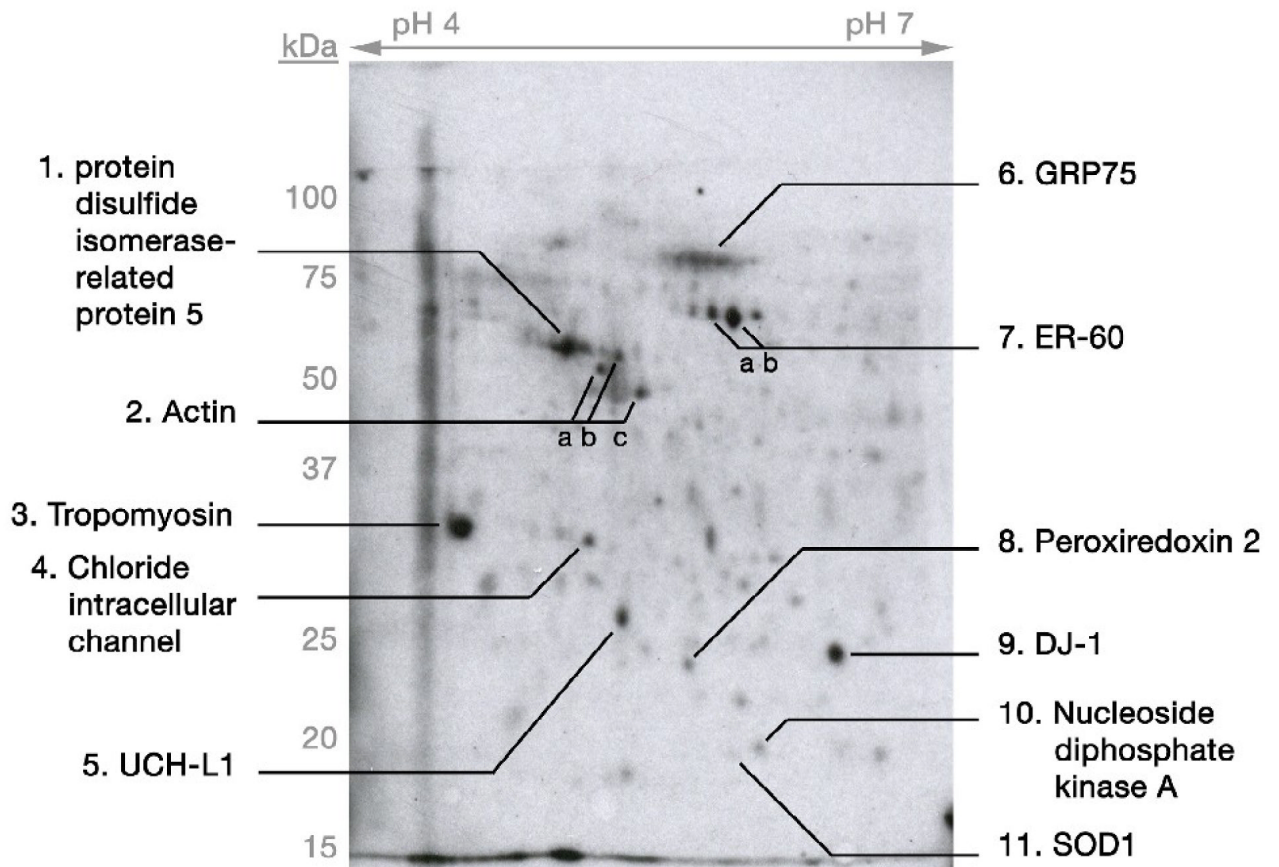 pH 4
pH 7
kDa
100
75
50
37
25
20
15
1. protein
disulfide
isomerase-
related
protein 5
2. Actin
a b c
3. Tropomyosin
4. Chloride
intracellular
channel
5. UCH-L1
6. GRP75
7. ER-60
a b
8. Peroxiredoxin 2
9. DJ-1
10. Nucleoside
diphosphate
kinase A
11. SOD1